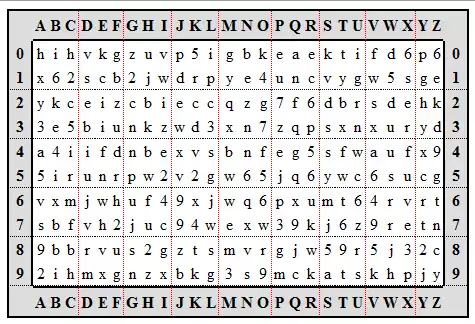 A B C D E F G H I J K L M N O P Q R S T U V W X Y Z
0 h i h v k g z u v p 5 i g b k e a e k t i f d 6 p 6 0
1 x 6 2 s c b 2 j w d r p y e 4 u n c v y g w 5 s g e 1
2 y k c e i z c b i e c c q z g 7 f 6 d b r s d e h k 2
3 3 e 5 b i u n k z w d 3 x n 7 z q p s x n x u r y d 3
4 a 4 i i f d n b e x v s b n f e g 5 s f w a u f x 9 4
5 5 i r u n r p w 2 v 2 g w 6 5 j q 6 y w c 6 s u c g 5
6 v x m j w h u f 4 9 x j w q 6 p x u m t 6 4 r v r t 6
7 s b f v h 2 j u c 9 4 w e x w 3 9 k j 6 z 9 r e t n 7
8 9 b b r v u s 2 g z t s m v r g j w 5 9 r 5 j 3 2 c 8
9 2 i h m x g n z x b k g 3 s 9 m c k a t s k h p j y 9
A B C D E F G H I J K L M N O P Q R S T U V W X Y Z